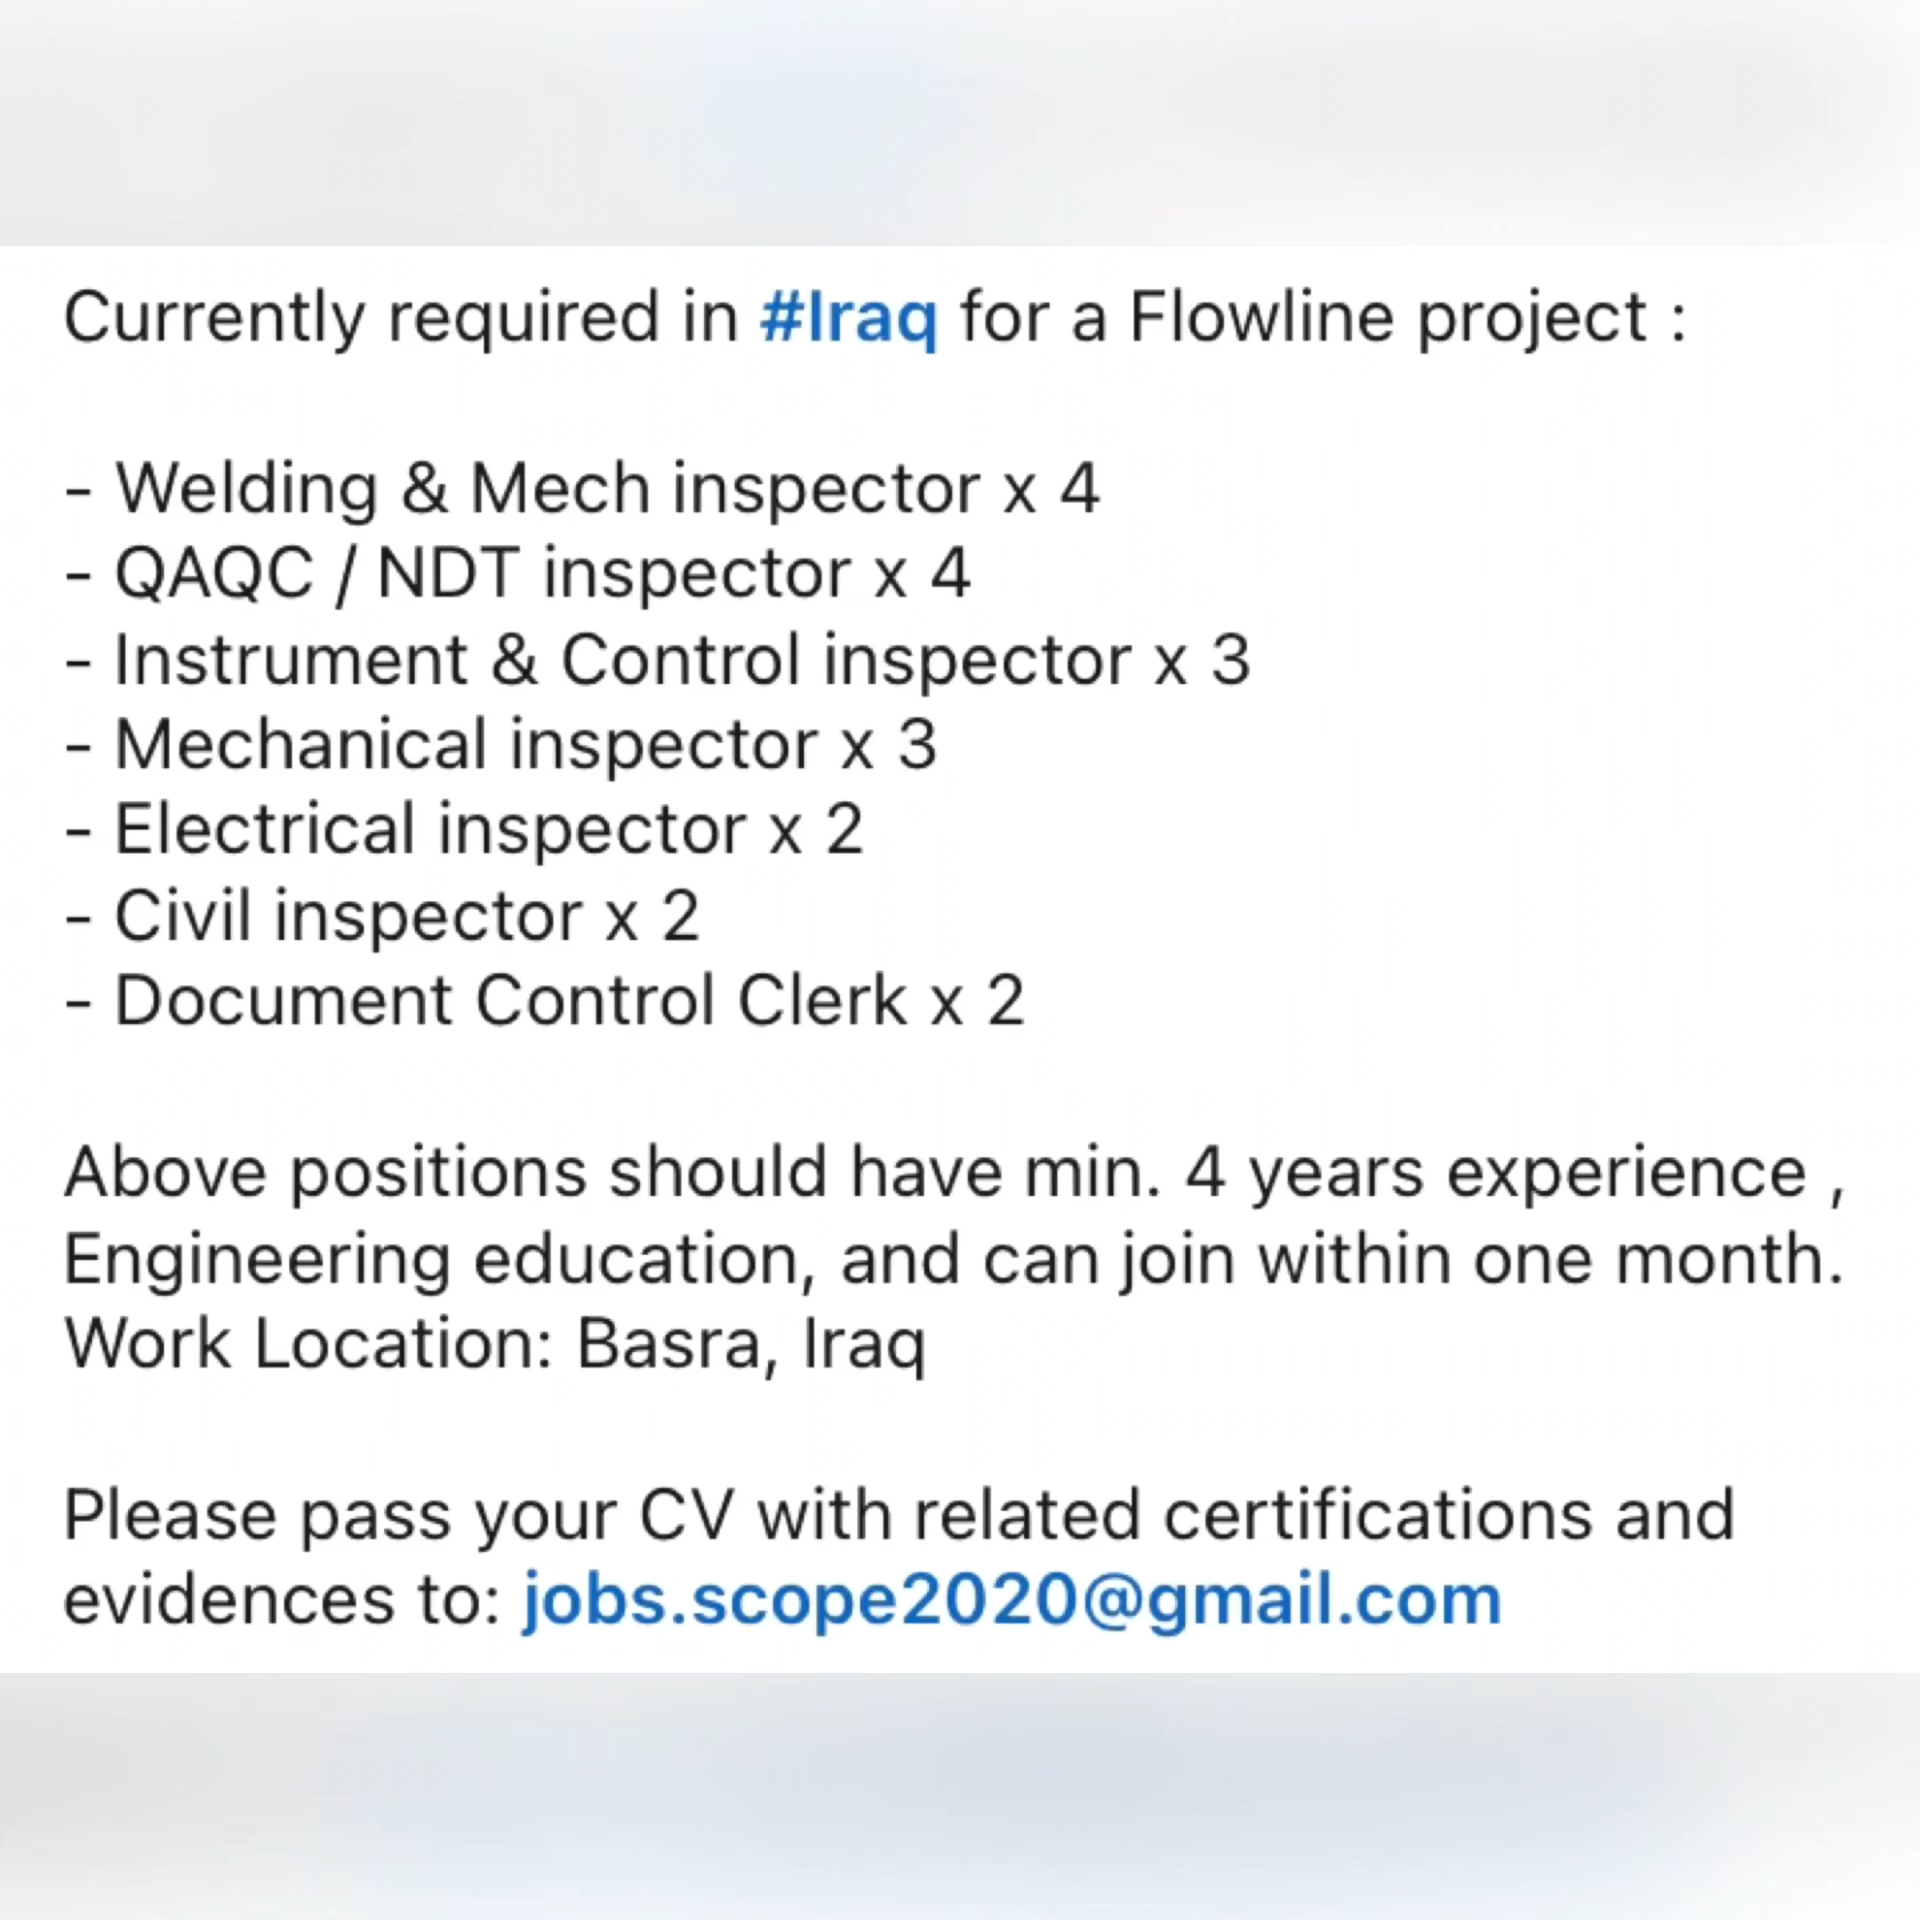 Currently required in #Iraq for a Flowline project :
- Welding & Mech inspector x 4
- QAQC / NDT inspector x 4
- Instrument & Control inspector x 3
- Mechanical inspector x 3
- Electrical inspector x 2
- Civil inspector x 2
- Document Control Clerk x 2
Above positions should have min. 4 years experience ,
Engineering education, and can join within one month.
Work Location: Basra, Iraq
Please pass your CV with related certifications and
evidences to: jobs.scope2020@gmail.com